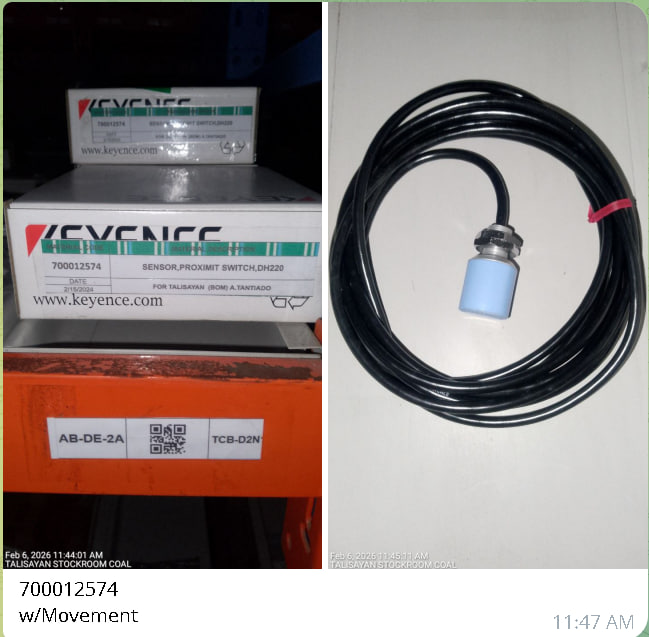 KEYENCE
700012574
SENSOR,PROXIMIT SWITCH,DH220
www.keyence.com
KEYENCE
700012574
SENSOR,PROXIMIT SWITCH,DH220
DATE
2/15/2024
FOR TALISAYAN (BOM) A.TANTIADO
www.keyence.com
AB-DE-2A
TCB-D2N
Feb 6, 2026 11:44:01 AM
TALISAYAN STOCKROOM COAL
Feb 6, 2026 11:45:11 AM
TALISAYAN STOCKROOM COAL
700012574
w/Movement
11:47 AM